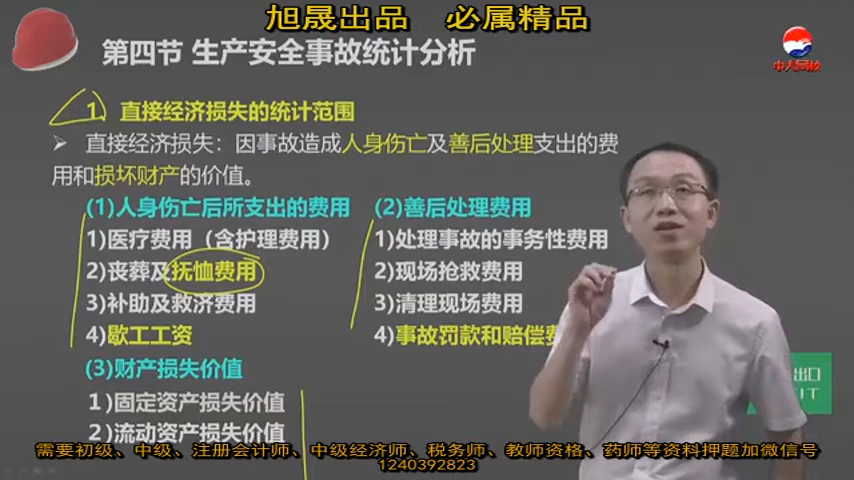 旭晟出品 必属精品
第四节 生产安全事故统计分析
中大网校
1、直接经济损失的统计范围
➢ 直接经济损失：因事故造成人身伤亡及善后处理支出的费
用和损坏财产的价值。
(1)人身伤亡后所支出的费用
1)医疗费用（含护理费用）
2)丧葬及抚恤费用
3)补助及救济费用
4)歇工工资
(2)善后处理费用
1)处理事故的事务性费用
2)现场抢救费用
3)清理现场费用
4)事故罚款和赔偿费
(3)财产损失价值
1)固定资产损失价值
2)流动资产损失价值
出口
IT
需要初级、中级、注册会计师、中级经济师、税务师、教师资格、药师等资料押题加微信号
1240392823